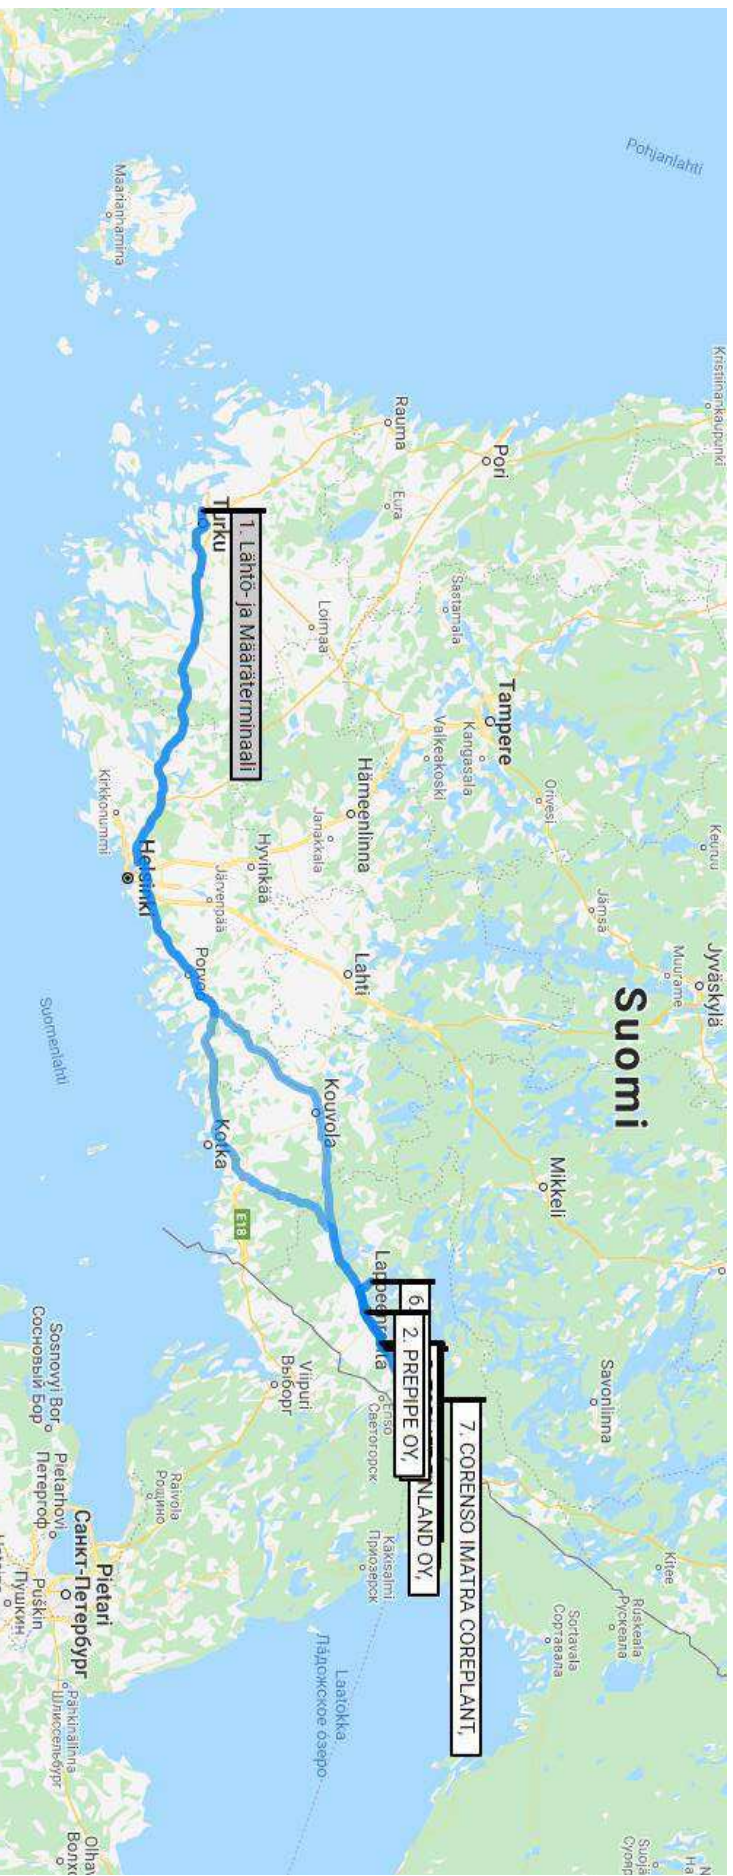 Pohjanlahti
Maarianhamina
Kristiinankaupunki
Rauma
Pori
Eura
Turku
1. Lähtö- ja Määräterminaali
Loimaa
Sastamala
Tampere
Kangasala
Valkeakoski
Orivesi
Keuruu
Jämsä
Jyväskylä
Muurame
Hämeenlinna
Janakkala
Hyvinkää
Järvenpää
Kirkkonummi
Helsinki
Porvoo
Lahti
Suomi
Suomenlahti
Kouvola
Kotka
E18
Mikkeli
Lappeenranta
6
2. PREPIPE OY,
NLAND OY,
7. CORENSO IMATRA COREPLANT,
Savonlinna
Enso
Светогорск
Viipuri
Выборг
Sosnovyi Bor
Сосновый Бор
Pietarhovi
Петергоф
Raivola
Рощино
Käkisalmi
Приозерск
Kitee
Ruskeala
Рускеала
Sortavala
Сортавала
Pietari
Санкт-Петербург
Puškin
Пушкин
Pähkinälinna
Шлиссельбург
Laatokka
Ладожское озеро